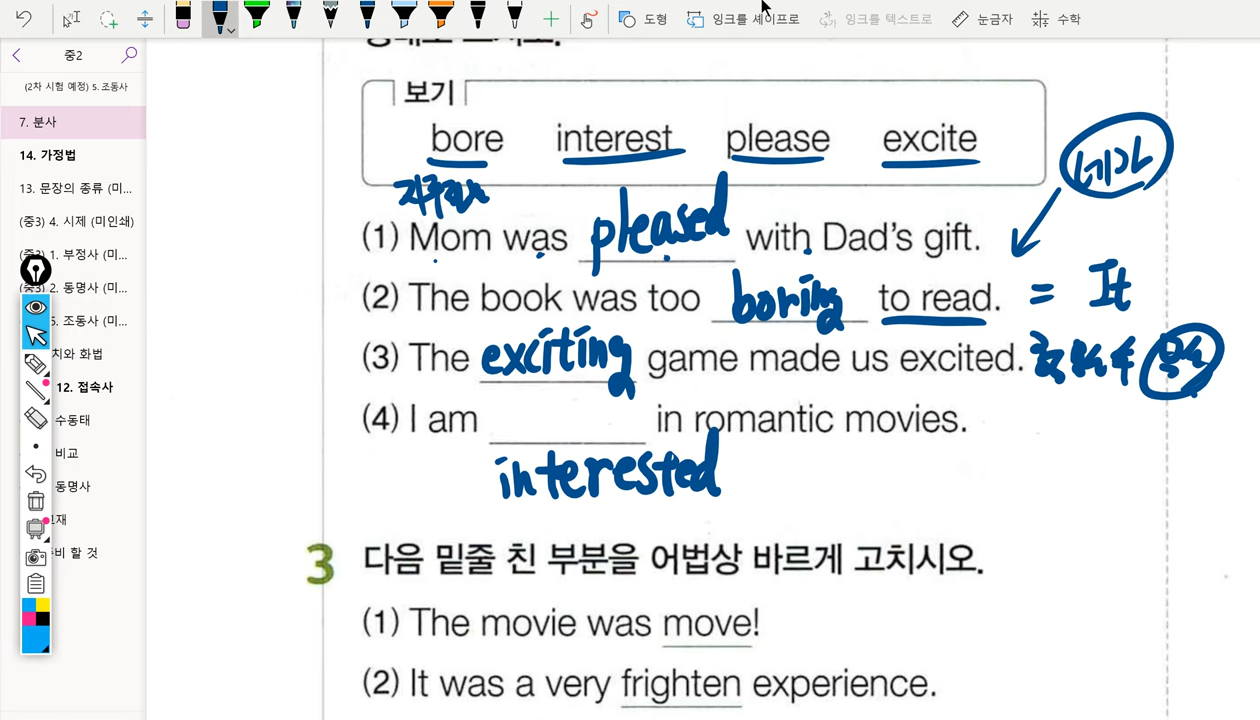 도형 잉크를 셰이프로 잉크를 텍스트로 눈금자 수학
중2
(2차 시험 예정) 5. 조동사
7. 분사
14. 가정법
13. 문장의 종류 (미...
(중3) 4. 시제 (미인쇄)
(중3) 1. 부정사 (미...
(중3) 2. 동명사 (미...
5. 조동사 (미...
치와 화법
12. 접속사
수동태
비교
동명사
비 할 것
보기
bore interest please excite
(1) Mom was pleased with Dad's gift.
(2) The book was too boring to read. = It
(3) The exciting game made us excited.
(4) I am interested in romantic movies.
3 다음 밑줄 친 부분을 어법상 바르게 고치시오.
(1) The movie was move!
(2) It was a very frighten experience.